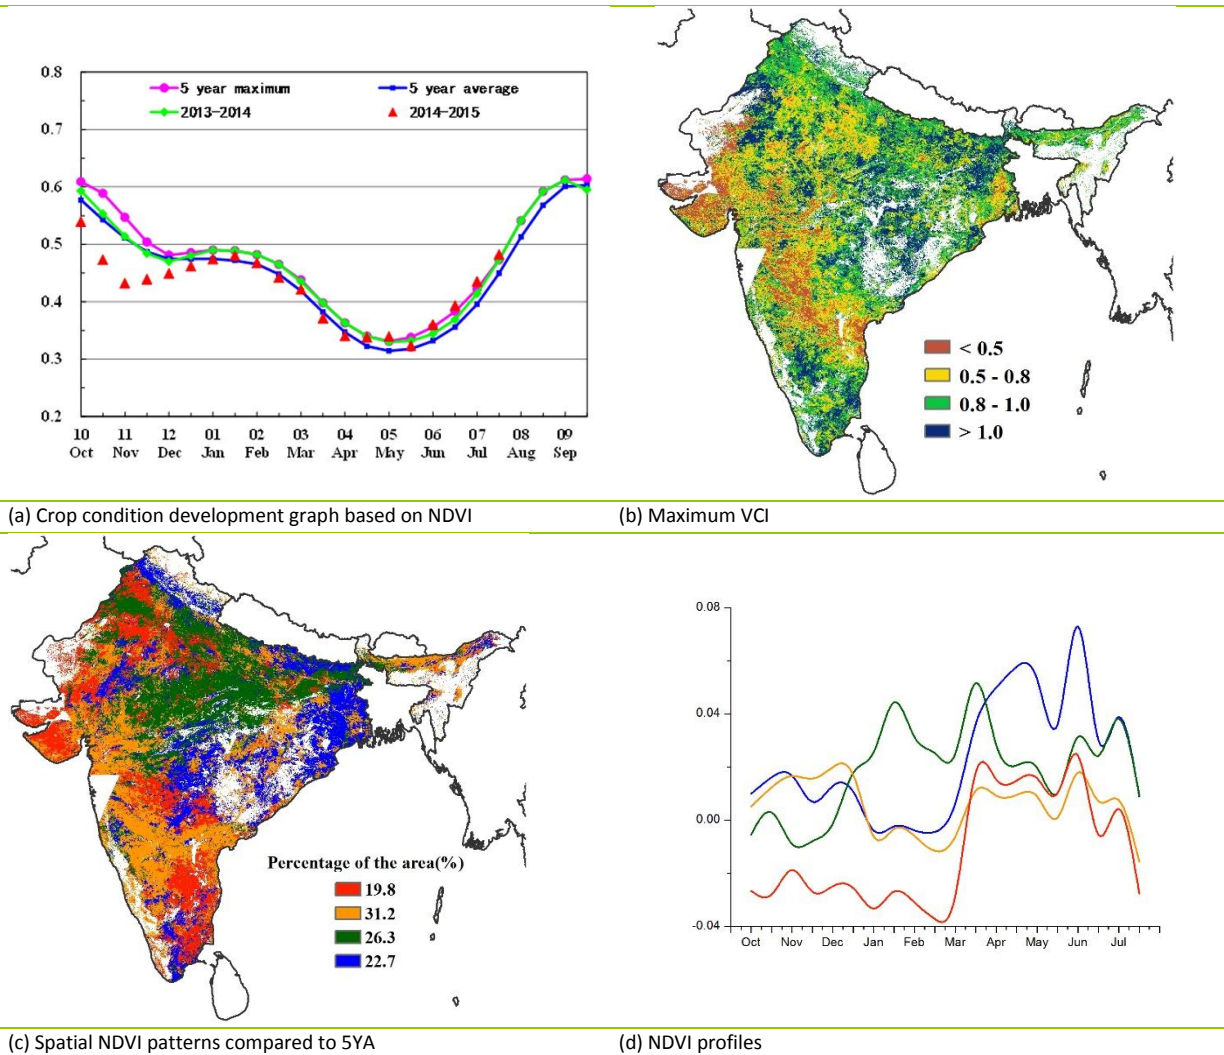 5 year maximum 5 year average
2013-2014 2014-2015
0.8
0.7
0.6
0.5
0.4
0.3
0.2
10 11 12 01 02 03 04 05 06 07 08 09
Oct Nov Dec Jan Feb Mar Apr May Jun Jul Aug Sep
< 0.5
0.5 - 0.8
0.8 - 1.0
> 1.0
(a) Crop condition development graph based on NDVI
(b) Maximum VCI
Percentage of the area(%)
19.8
31.2
26.3
22.7
0.08
0.04
0.00
-0.04
Oct Nov Dec Jan Feb Mar Apr May Jun Jul
(c) Spatial NDVI patterns compared to 5YA
(d) NDVI profiles